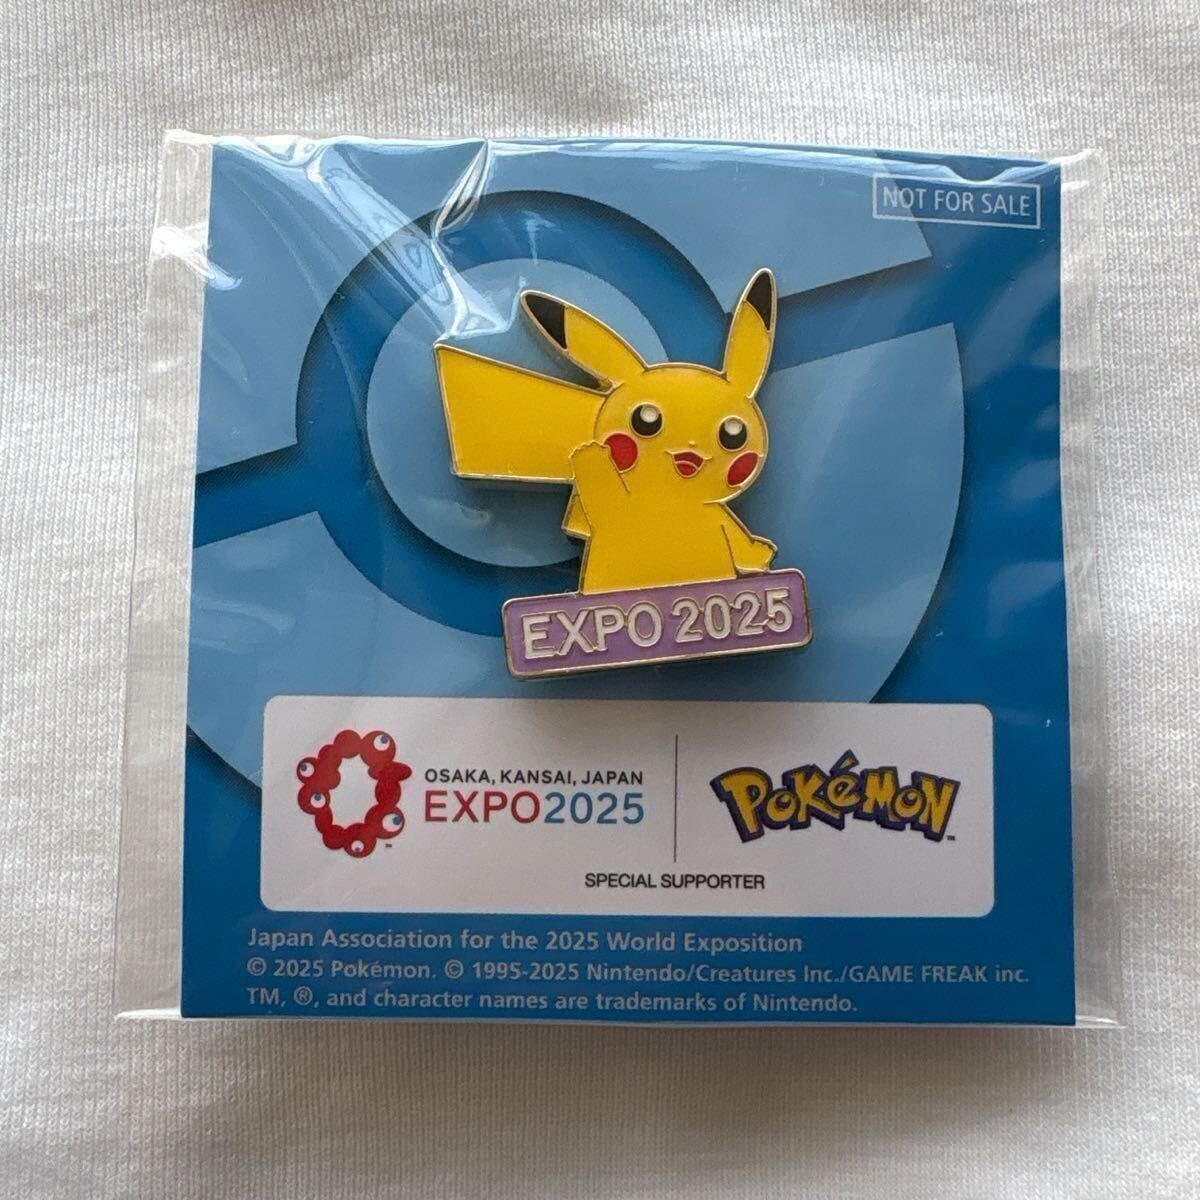 NOT FOR SALE
EXPO 2025
OSAKA, KANSAI, JAPAN
EXPO2025
POKéMON
SPECIAL SUPPORTER
Japan Association for the 2025 World Exposition
© 2025 Pokémon. © 1995-2025 Nintendo/Creatures Inc./GAME FREAK inc.
TM, ®, and character names are trademarks of Nintendo.